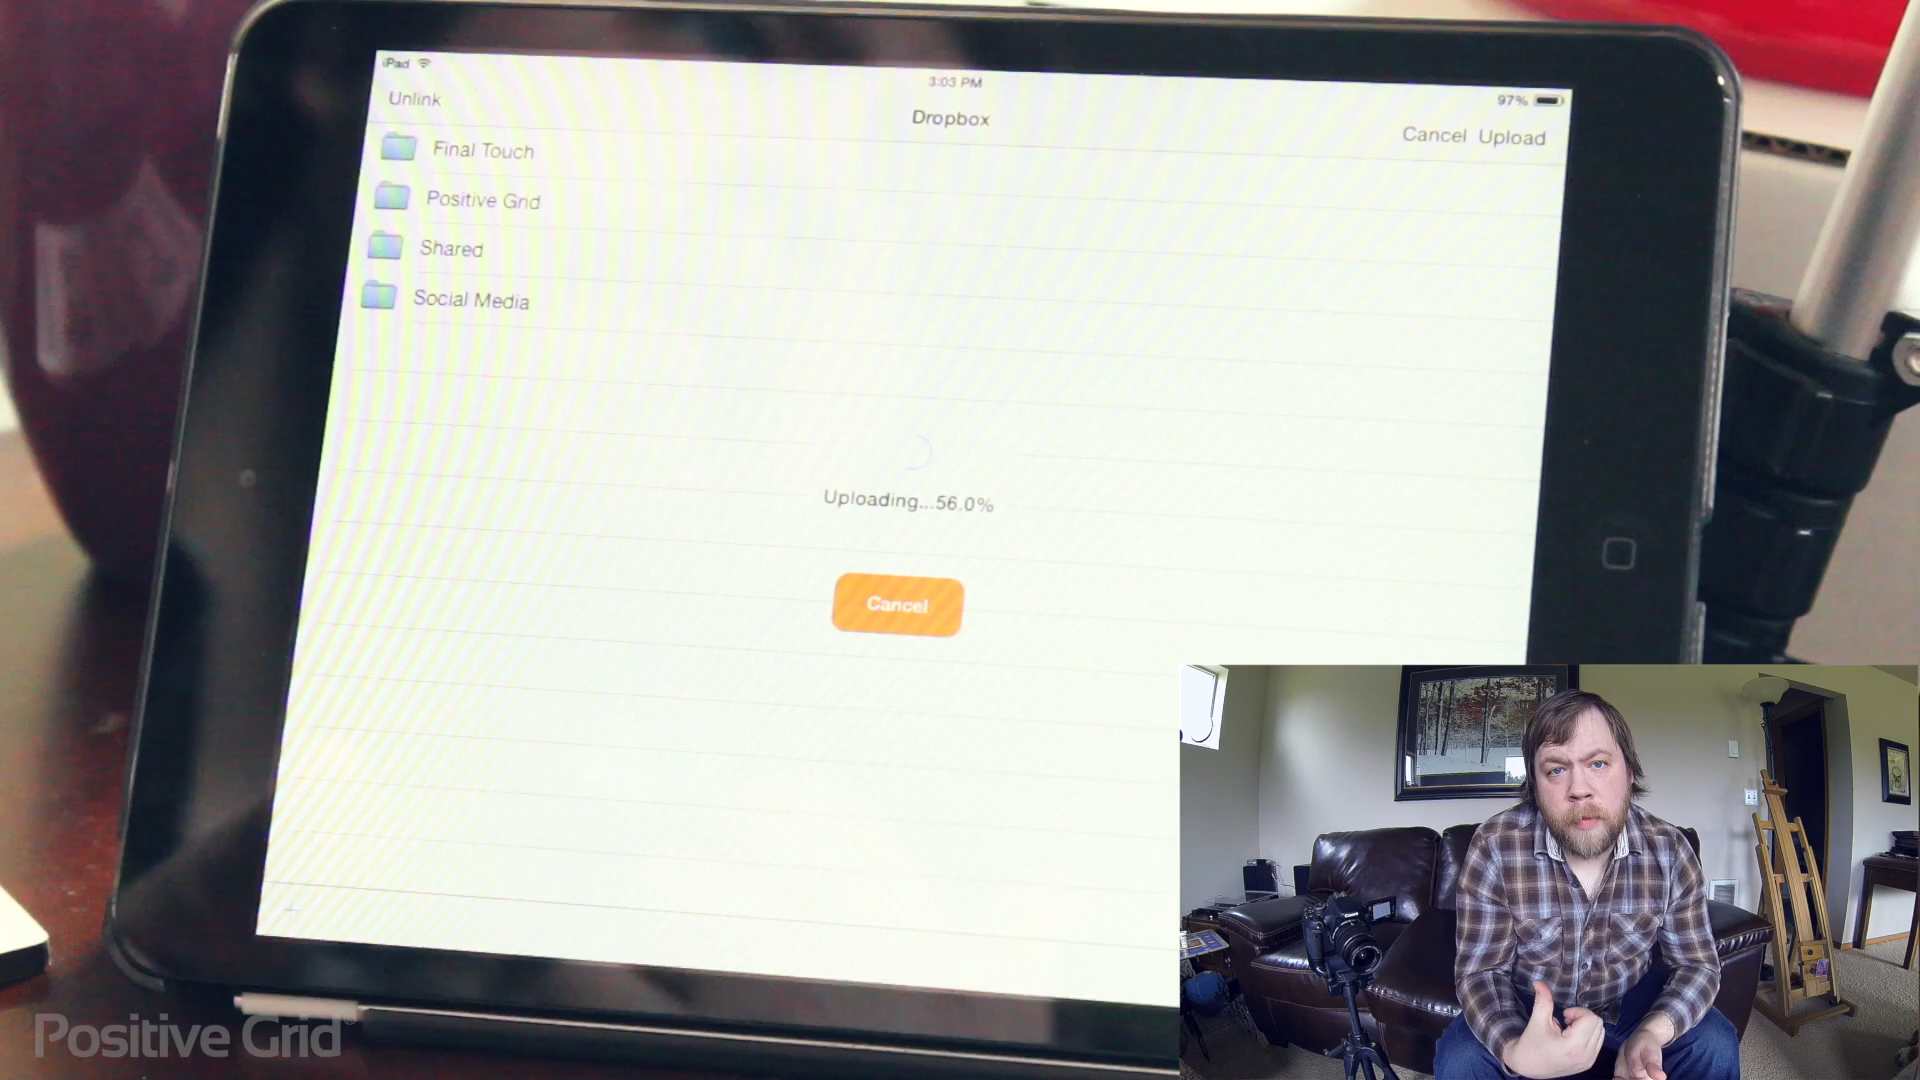 iPad
3:03 PM
97%
Unlink
Dropbox
Cancel Upload
Final Touch
Positive Grid
Shared
Social Media
Uploading...56.0%
Cancel
Canon
Positive Grid®